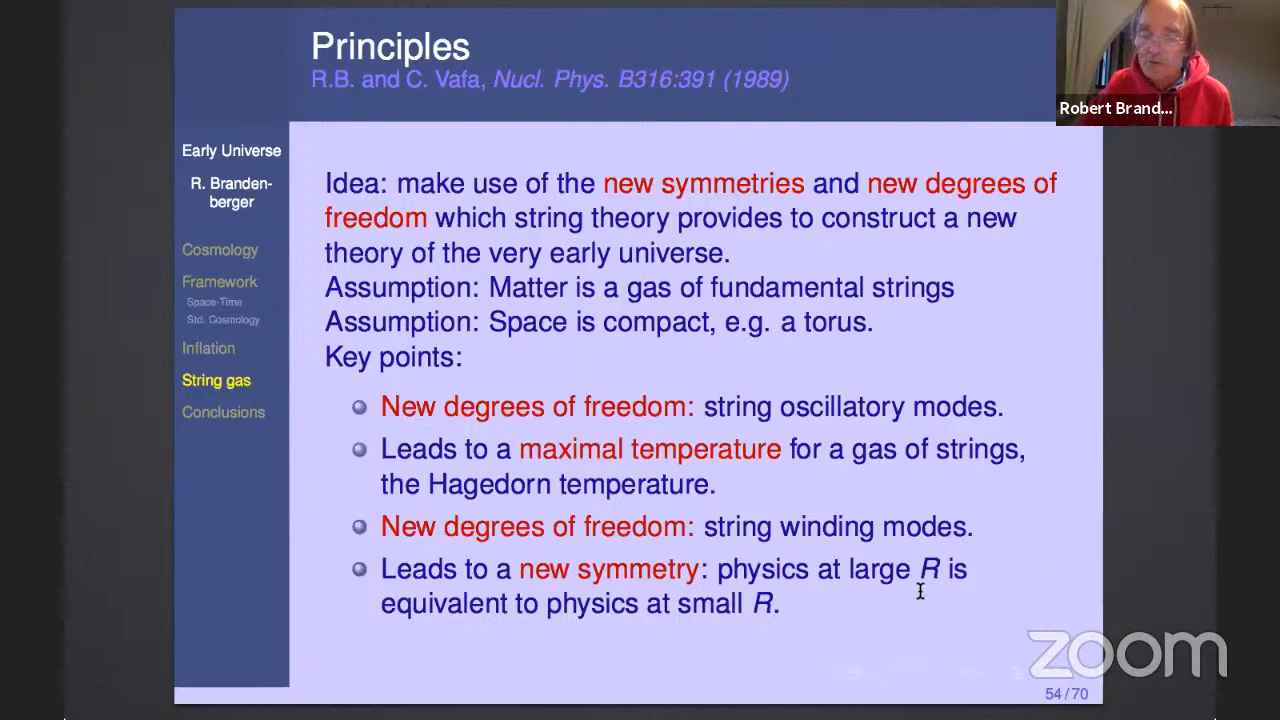 Principles
R.B. and C. Vafa, Nucl. Phys. B316:391 (1989)
Robert Brand...
Early Universe
R. Branden-
berger
Cosmology
Framework
Space-Time
Std. Cosmology
Inflation
String gas
Conclusions
Idea: make use of the new symmetries and new degrees of
freedom which string theory provides to construct a new
theory of the very early universe.
Assumption: Matter is a gas of fundamental strings
Assumption: Space is compact, e.g. a torus.
Key points:
New degrees of freedom: string oscillatory modes.
Leads to a maximal temperature for a gas of strings,
the Hagedorn temperature.
New degrees of freedom: string winding modes.
Leads to a new symmetry: physics at large R is
equivalent to physics at small R.
zoom
54/70